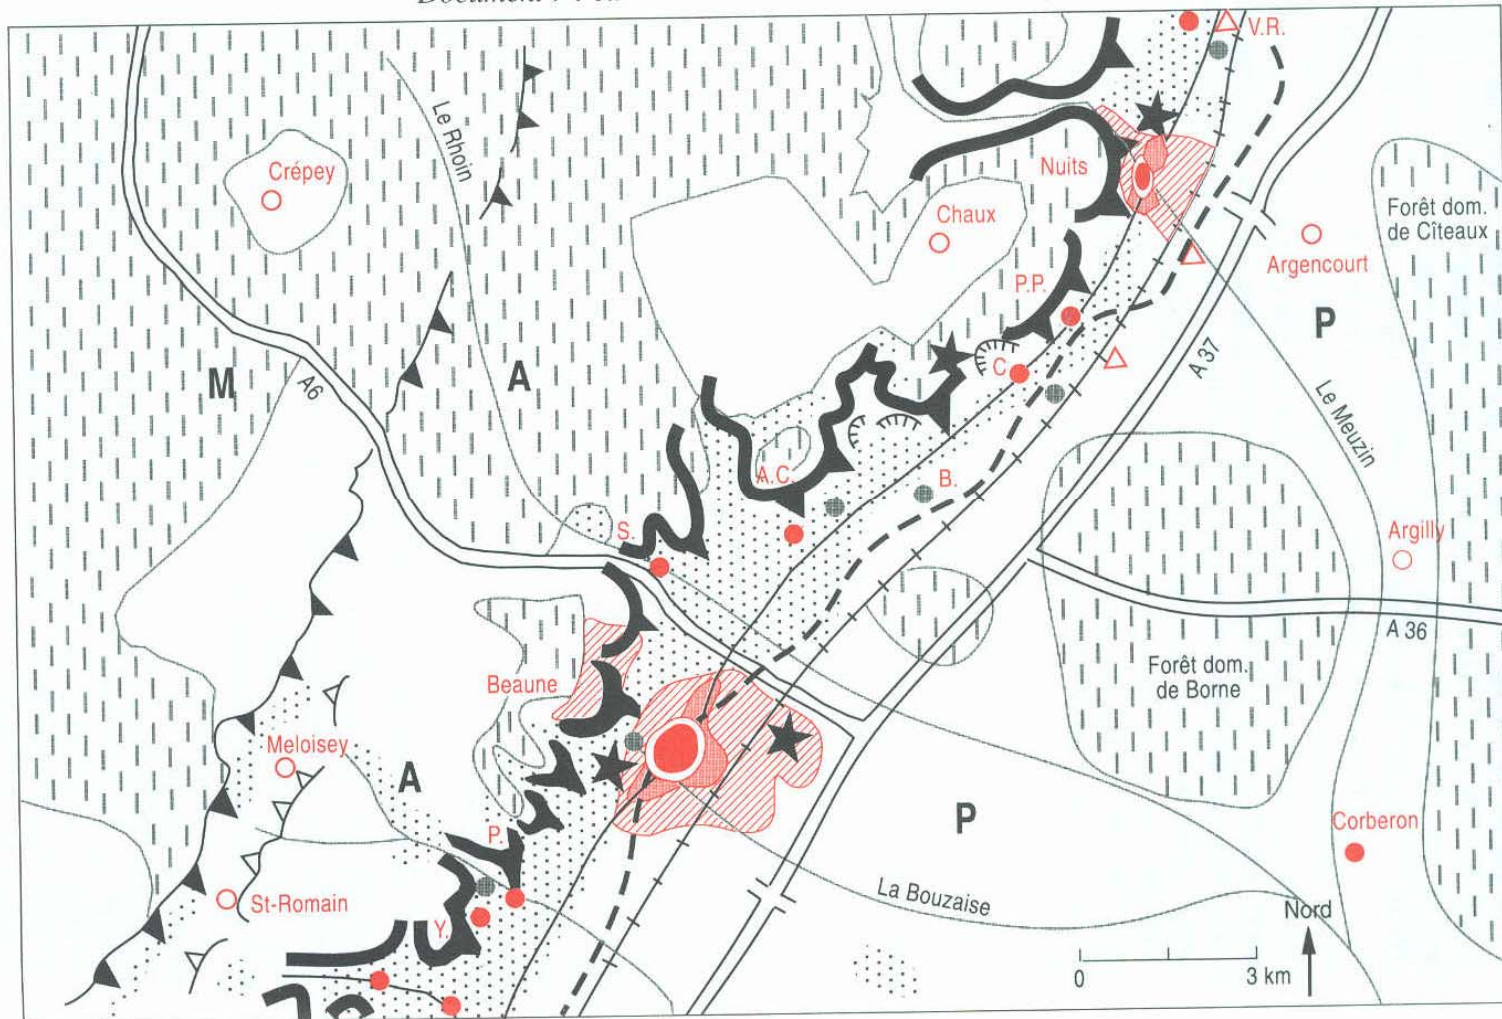 V.R.
Le Rhoin
Crépey
Nuits
Chaux
Forêt dom.
de Cîteaux
Argencourt
P.P.
P
M
A6
A
C
A 37
Le Meuzin
A.C.
B.
S.
Argilly
A 36
Forêt dom.
de Borne
Beaune
Meloisey
A
P
Corberon
P.
La Bouzaise
St-Romain
Nord
Y.
0
3 km